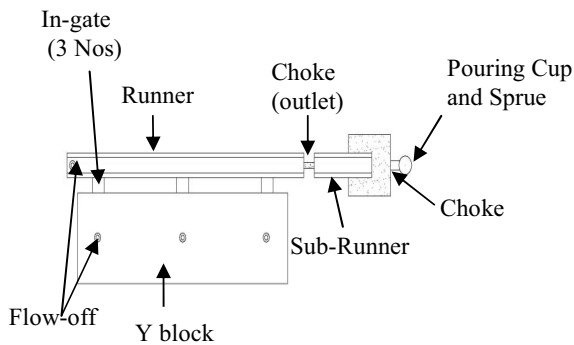 In-gate
(3 Nos)
Runner
Choke
(outlet)
Pouring Cup
and Sprue
Choke
Sub-Runner
Flow-off
Y block